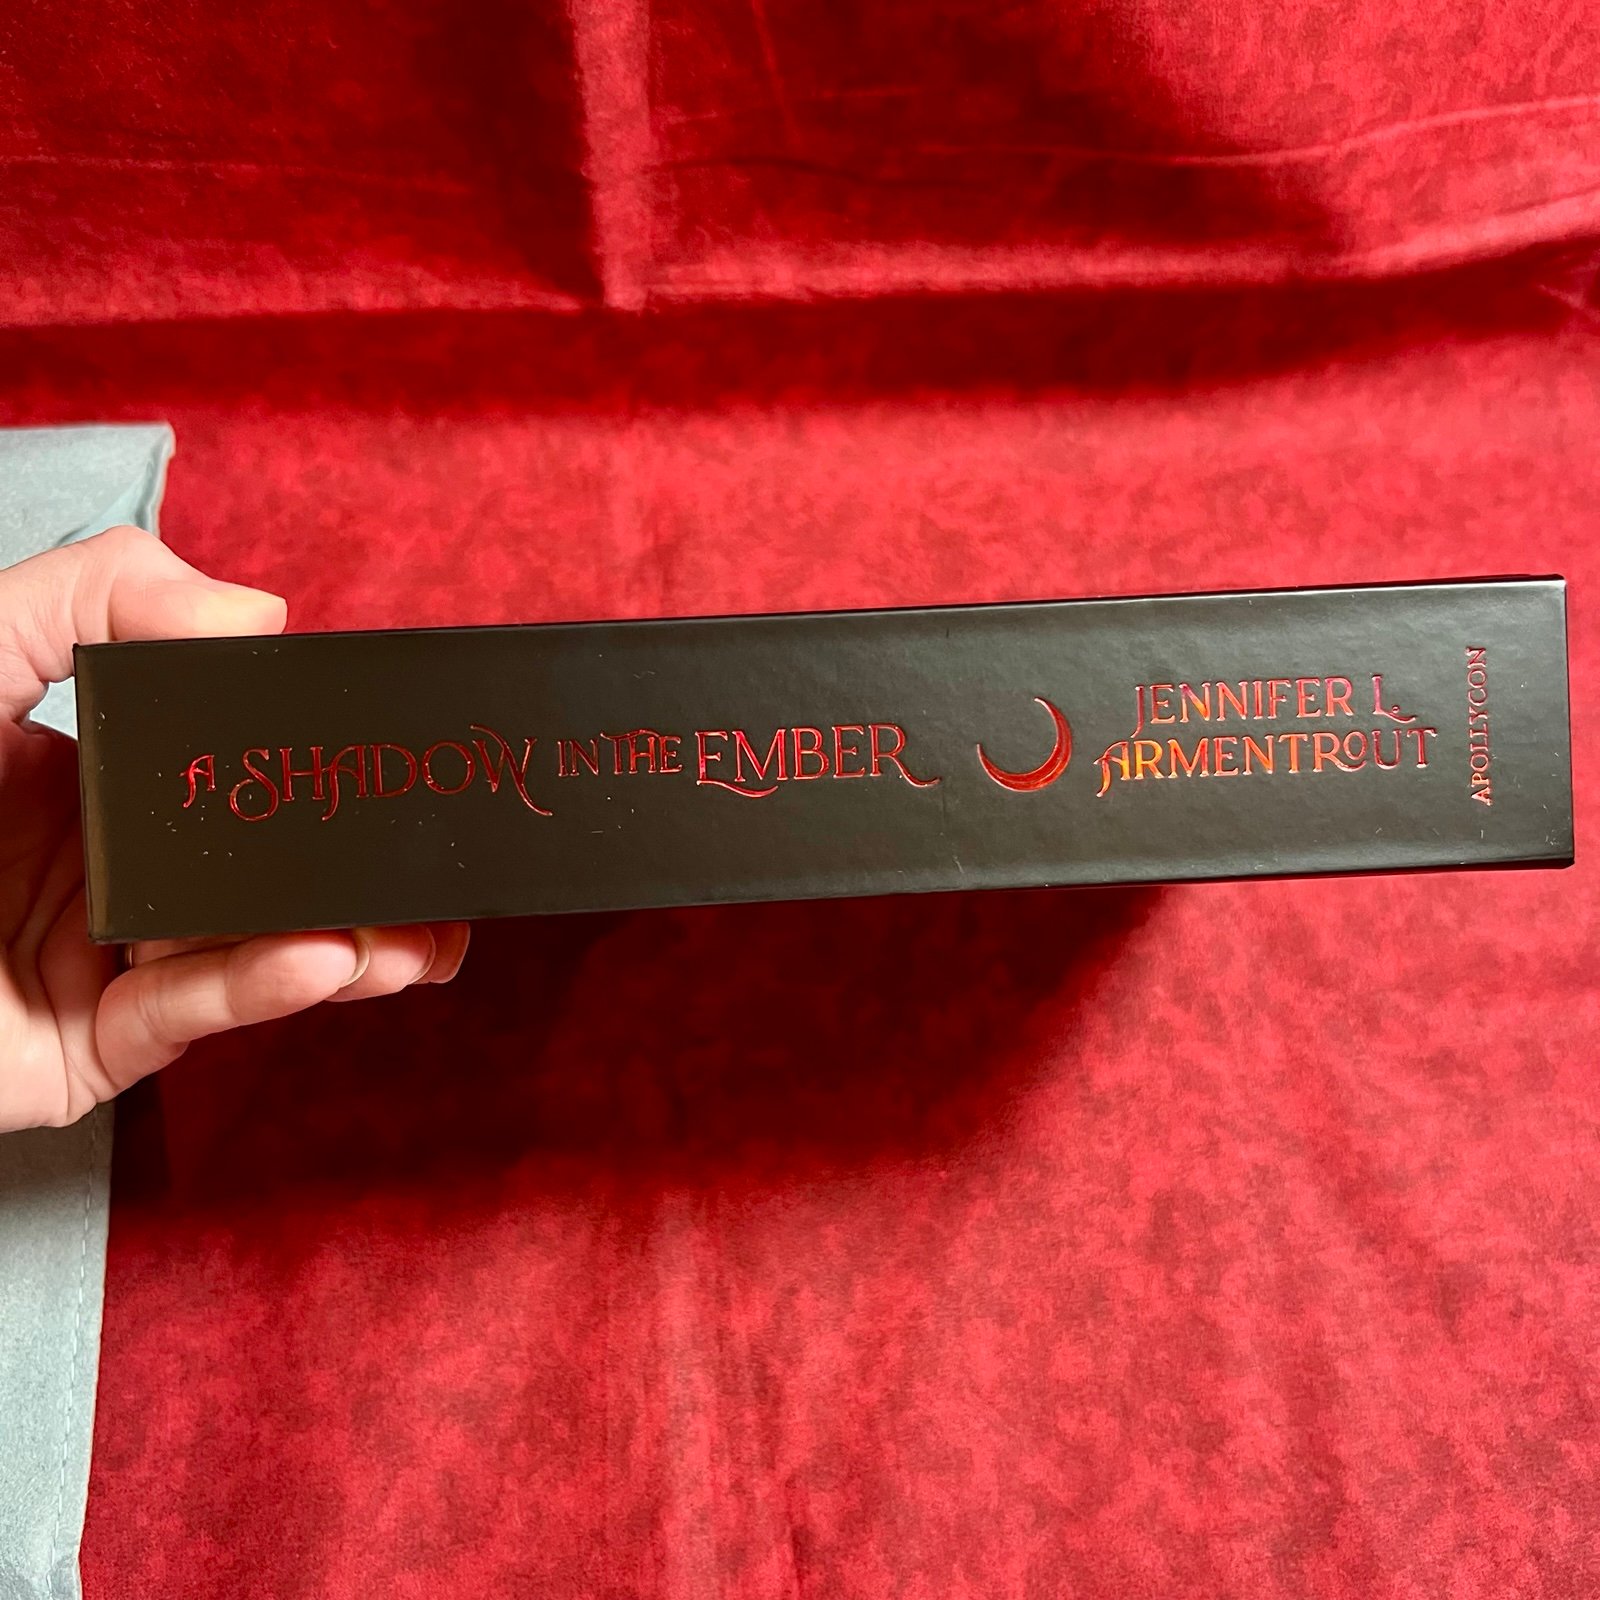 A SHADOW IN THE EMBER
JENNIFER L.
ARMENTROUT
APOLLYCON